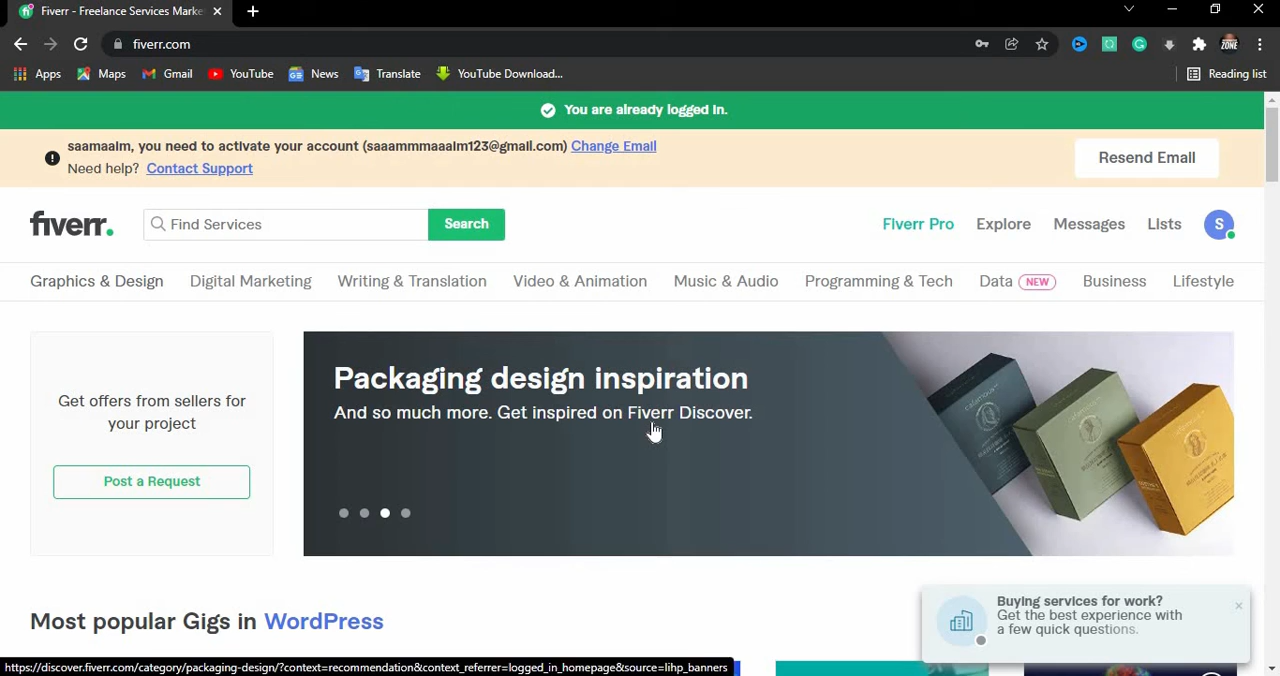 Fiverr - Freelance Services Marke
fiverr.com
ZONE
Apps Maps Gmail YouTube News Translate YouTube Download... Reading list
You are already logged in.
saamaalm, you need to activate your account (saaammmaaalm123@gmail.com) Change Email
Need help? Contact Support
Resend Email
fiverr.
Find Services
Search
Fiverr Pro Explore Messages Lists S
Graphics & Design Digital Marketing Writing & Translation Video & Animation Music & Audio Programming & Tech Data NEW Business Lifestyle
Get offers from sellers for
your project
Post a Request
Packaging design inspiration
And so much more. Get inspired on Fiverr Discover.
Most popular Gigs in WordPress
Buying services for work?
Get the best experience with
a few quick questions.
https://discover.fiverr.com/category/packaging-design/?context=recommendation&context_referrer=logged_in_homepage&source=lihp_banners